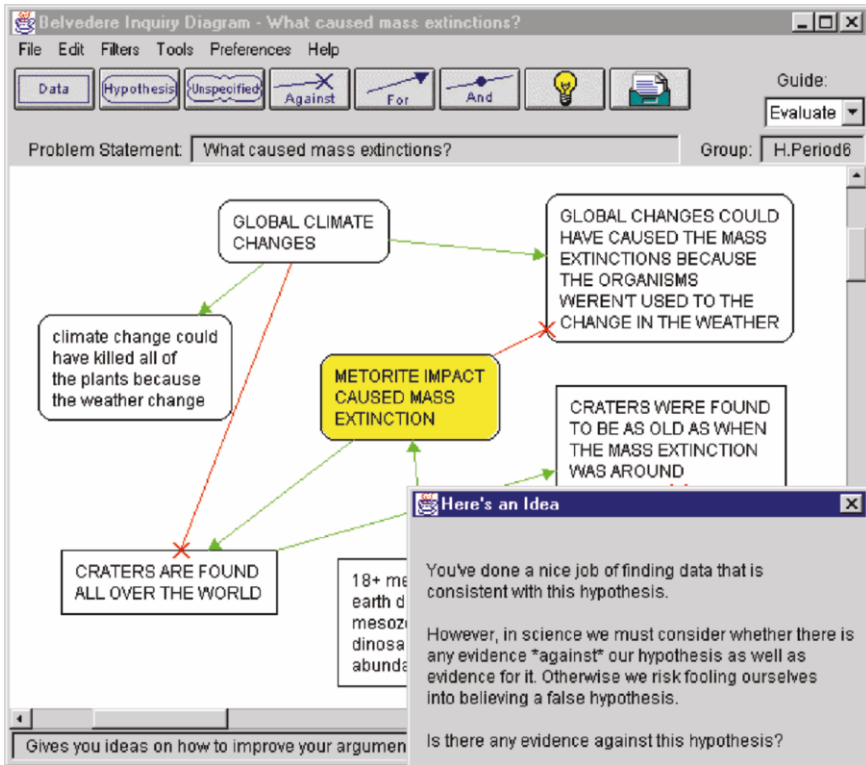 Belvedere Inquiry Diagram - What caused mass extinctions?
File Edit Filters Tools Preferences Help
Data
Hypothesis
Unspecified
Against
For
And
Guide:
Evaluate
Problem Statement: What caused mass extinctions?
Group: H.Period6
GLOBAL CLIMATE
CHANGES
GLOBAL CHANGES COULD
HAVE CAUSED THE MASS
EXTINCTIONS BECAUSE
THE ORGANISMS
WEREN'T USED TO THE
CHANGE IN THE WEATHER
climate change could
have killed all of
the plants because
the weather change
METORITE IMPACT
CAUSED MASS
EXTINCTION
CRATERS WERE FOUND
TO BE AS OLD AS WHEN
THE MASS EXTINCTION
WAS AROUND
CRATERS ARE FOUND
ALL OVER THE WORLD
18+ me
earth d
mesozo
dinosa
abunda
Here's an Idea
You've done a nice job of finding data that is
consistent with this hypothesis.
However, in science we must consider whether there is
any evidence *against* our hypothesis as well as
evidence for it. Otherwise we risk fooling ourselves
into believing a false hypothesis.
Is there any evidence against this hypothesis?
Gives you ideas on how to improve your argumen